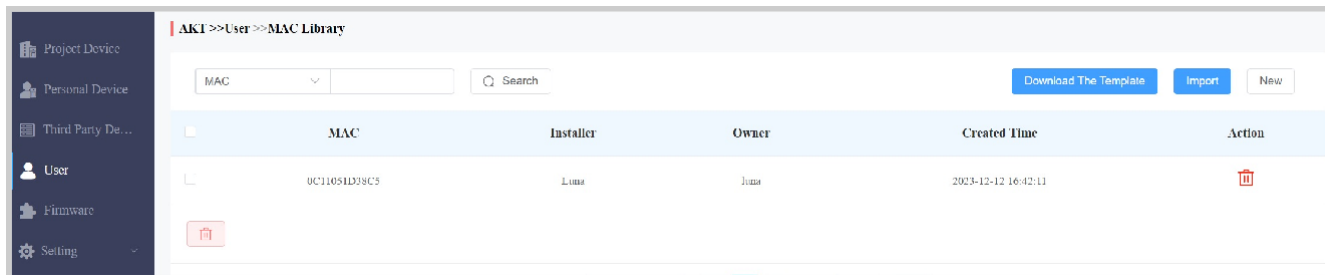 AKT >>User >>MAC Library
Project Device
Personal Device
Third Party De...
User
Firmware
Setting
MAC
Search
Download The Template
Import
New
MAC Installer Owner Created Time Action
0C11051D38C5 Luna luna 2023-12-12 16:42:11